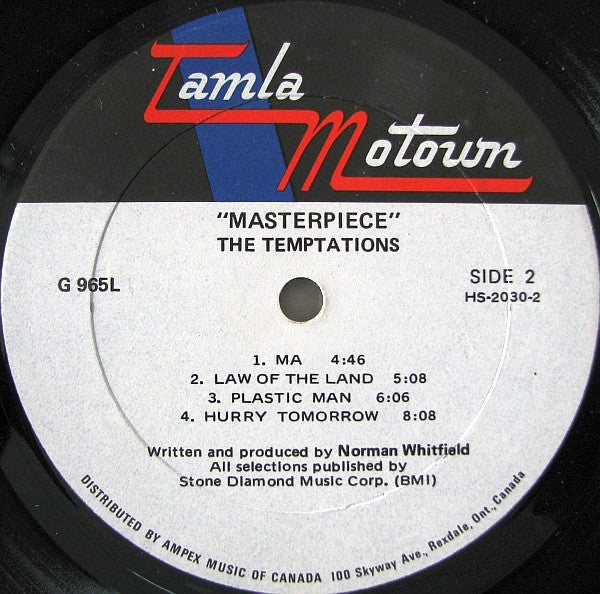 Tamla
Motown
"MASTERPIECE"
THE TEMPTATIONS
G 965L
SIDE 2
HS-2030-2
1. MA 4:46
2. LAW OF THE LAND 5:08
3. PLASTIC MAN 6:06
4. HURRY TOMORROW 8:08
Written and produced by Norman Whitfield
All selections published by
Stone Diamond Music Corp. (BMI)
DISTRIBUTED BY AMPEX MUSIC OF CANADA 100 Skyway Ave., Rexdale, Ont., Canada